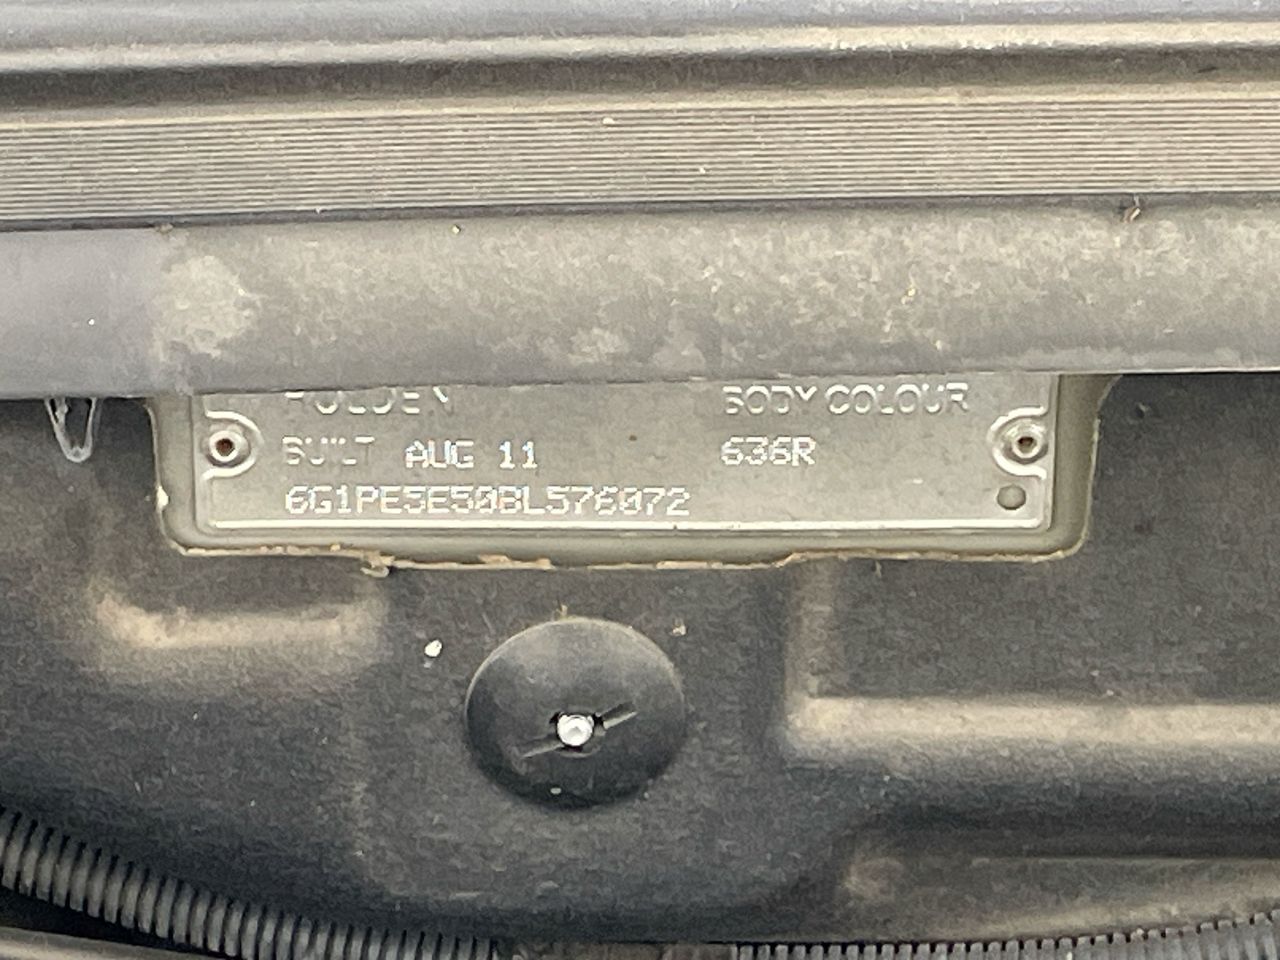 HOLDEN BODY COLOUR
BUILT AUG 11 636R
6G1PE5E50BL576072